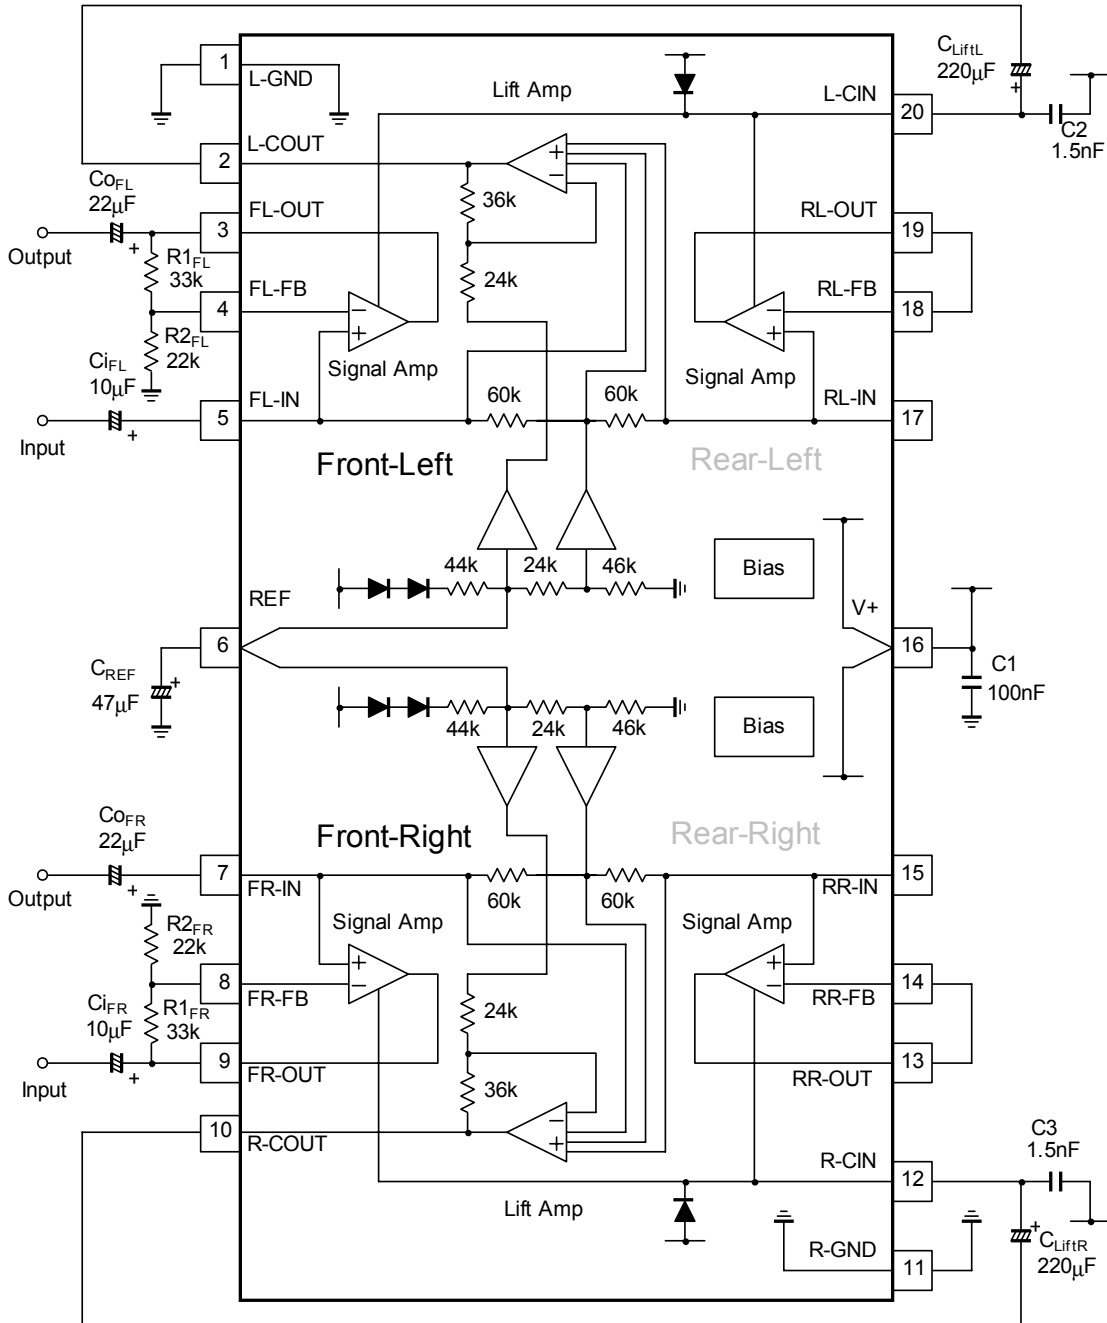 1
L-GND
Lift Amp
L-CIN
20
C_LiftL
220µF
+
C2
1.5nF
L-COUT
2
+
−
36k
Co_FL
22µF
+
Output
FL-OUT
3
R1_FL
33k
24k
RL-OUT
19
FL-FB
4
−
+
Signal Amp
R2_FL
22k
RL-FB
18
−
+
Signal Amp
Ci_FL
10µF
+
Input
FL-IN
5
60k
60k
RL-IN
17
Front-Left
Rear-Left
44k
24k
46k
Bias
REF
6
V+
16
C_REF
47µF
+
C1
100nF
44k
24k
46k
Bias
Front-Right
Rear-Right
Co_FR
22µF
+
Output
7
FR-IN
60k
60k
RR-IN
15
Signal Amp
+
−
Signal Amp
+
−
R2_FR
22k
8
FR-FB
24k
RR-FB
14
Ci_FR
10µF
+
Input
R1_FR
33k
9
FR-OUT
36k
RR-OUT
13
10
R-COUT
−
+
R-CIN
12
C3
1.5nF
Lift Amp
R-GND
11
+
C_LiftR
220µF